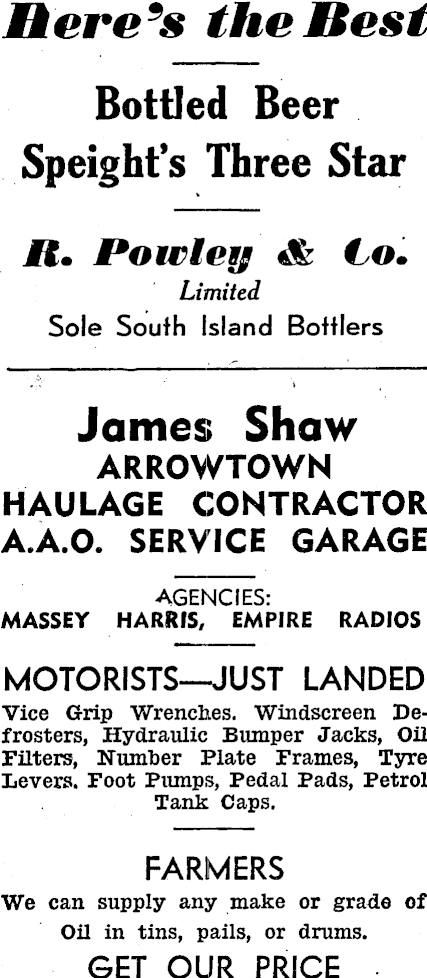 Here's the Best
Bottled Beer
Speight's Three Star
R. Powley & Co.
Limited
Sole South Island Bottlers
James Shaw
ARROWTOWN
HAULAGE CONTRACTOR
A.A.O. SERVICE GARAGE
AGENCIES:
MASSEY HARRIS, EMPIRE RADIOS
MOTORISTS—JUST LANDED
Vice Grip Wrenches. Windscreen De-
frosters, Hydraulic Bumper Jacks, Oil
Filters, Number Plate Frames, Tyre
Levers. Foot Pumps, Pedal Pads, Petrol
Tank Caps.
FARMERS
We can supply any make or grade of
Oil in tins, pails, or drums.
GET OUR PRICE